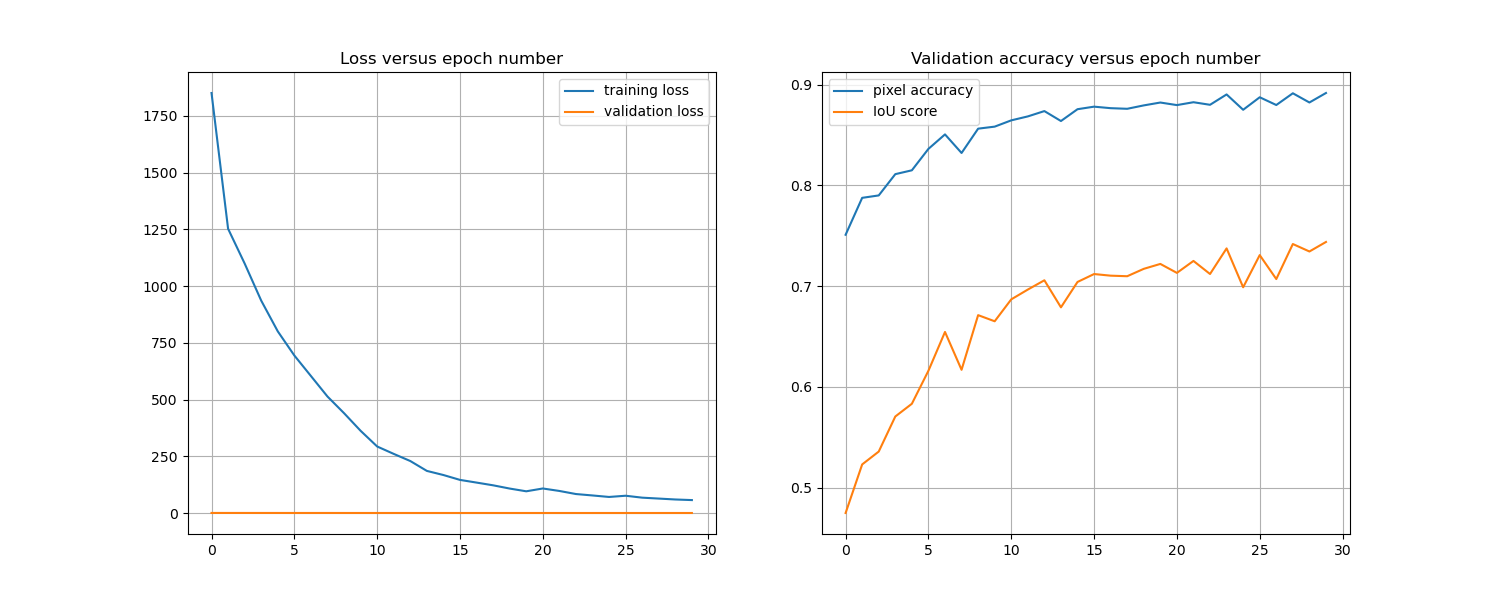 Loss versus epoch number
training loss
validation loss
1750
1500
1250
1000
750
500
250
0
0 5 10 15 20 25 30
Validation accuracy versus epoch number
pixel accuracy
IoU score
0.9
0.8
0.7
0.6
0.5
0 5 10 15 20 25 30